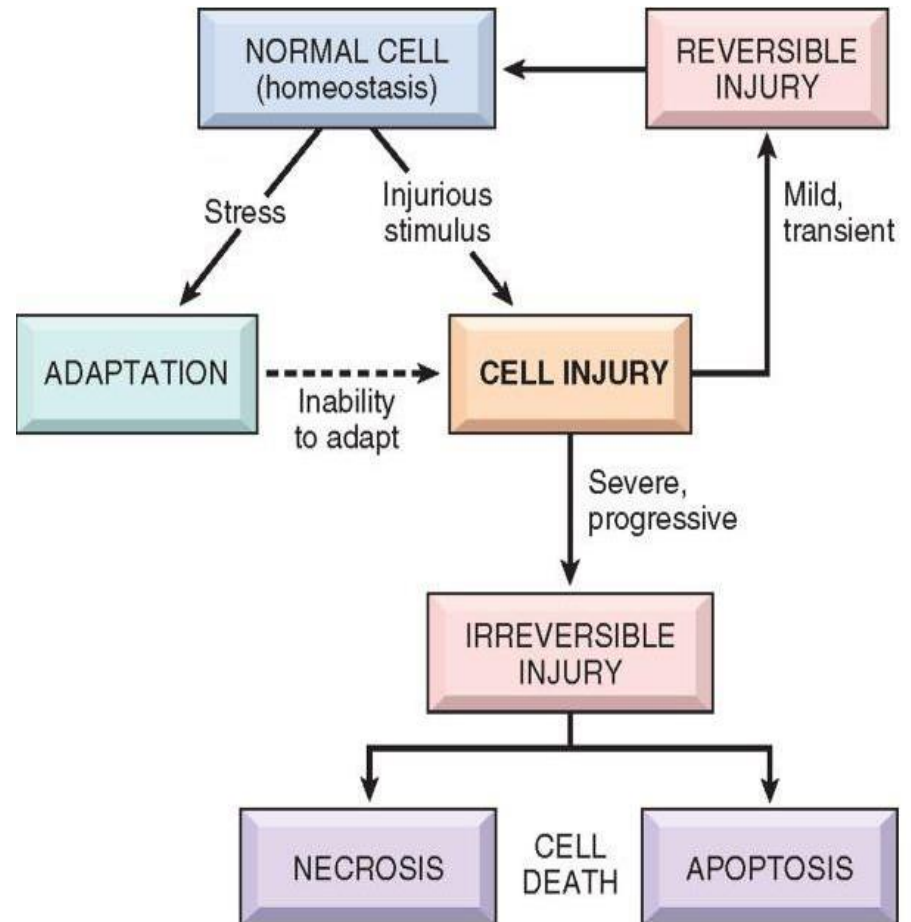 NORMAL CELL
(homeostasis)
REVERSIBLE
INJURY
Stress
Injurious
stimulus
Mild,
transient
ADAPTATION
Inability
to adapt
CELL INJURY
Severe,
progressive
IRREVERSIBLE
INJURY
NECROSIS
CELL
DEATH
APOPTOSIS